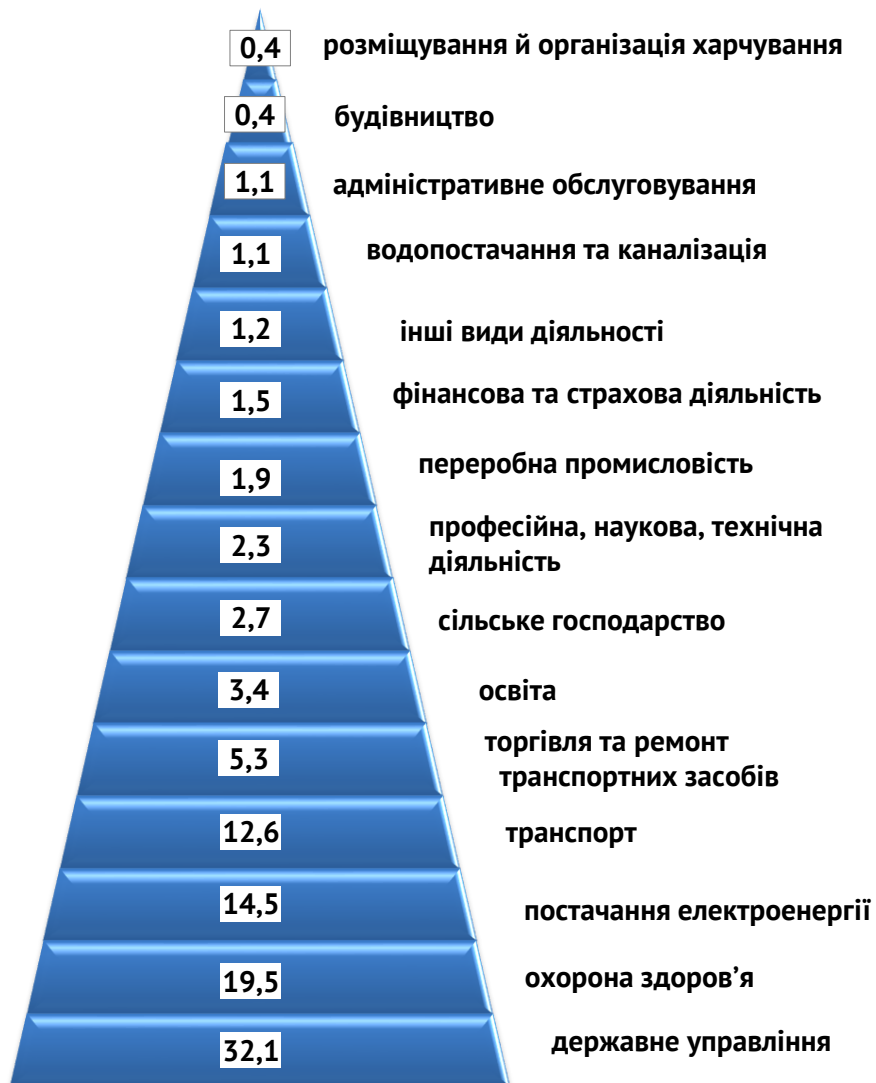 0,4 розміщування й організація харчування
0,4 будівництво
1,1 адміністративне обслуговування
1,1 водопостачання та каналізація
1,2 інші види діяльності
1,5 фінансова та страхова діяльність
1,9 переробна промисловість
2,3 професійна, наукова, технічна
діяльність
2,7 сільське господарство
3,4 освіта
5,3 торгівля та ремонт
транспортних засобів
12,6 транспорт
14,5 постачання електроенергії
19,5 охорона здоров’я
32,1 державне управління